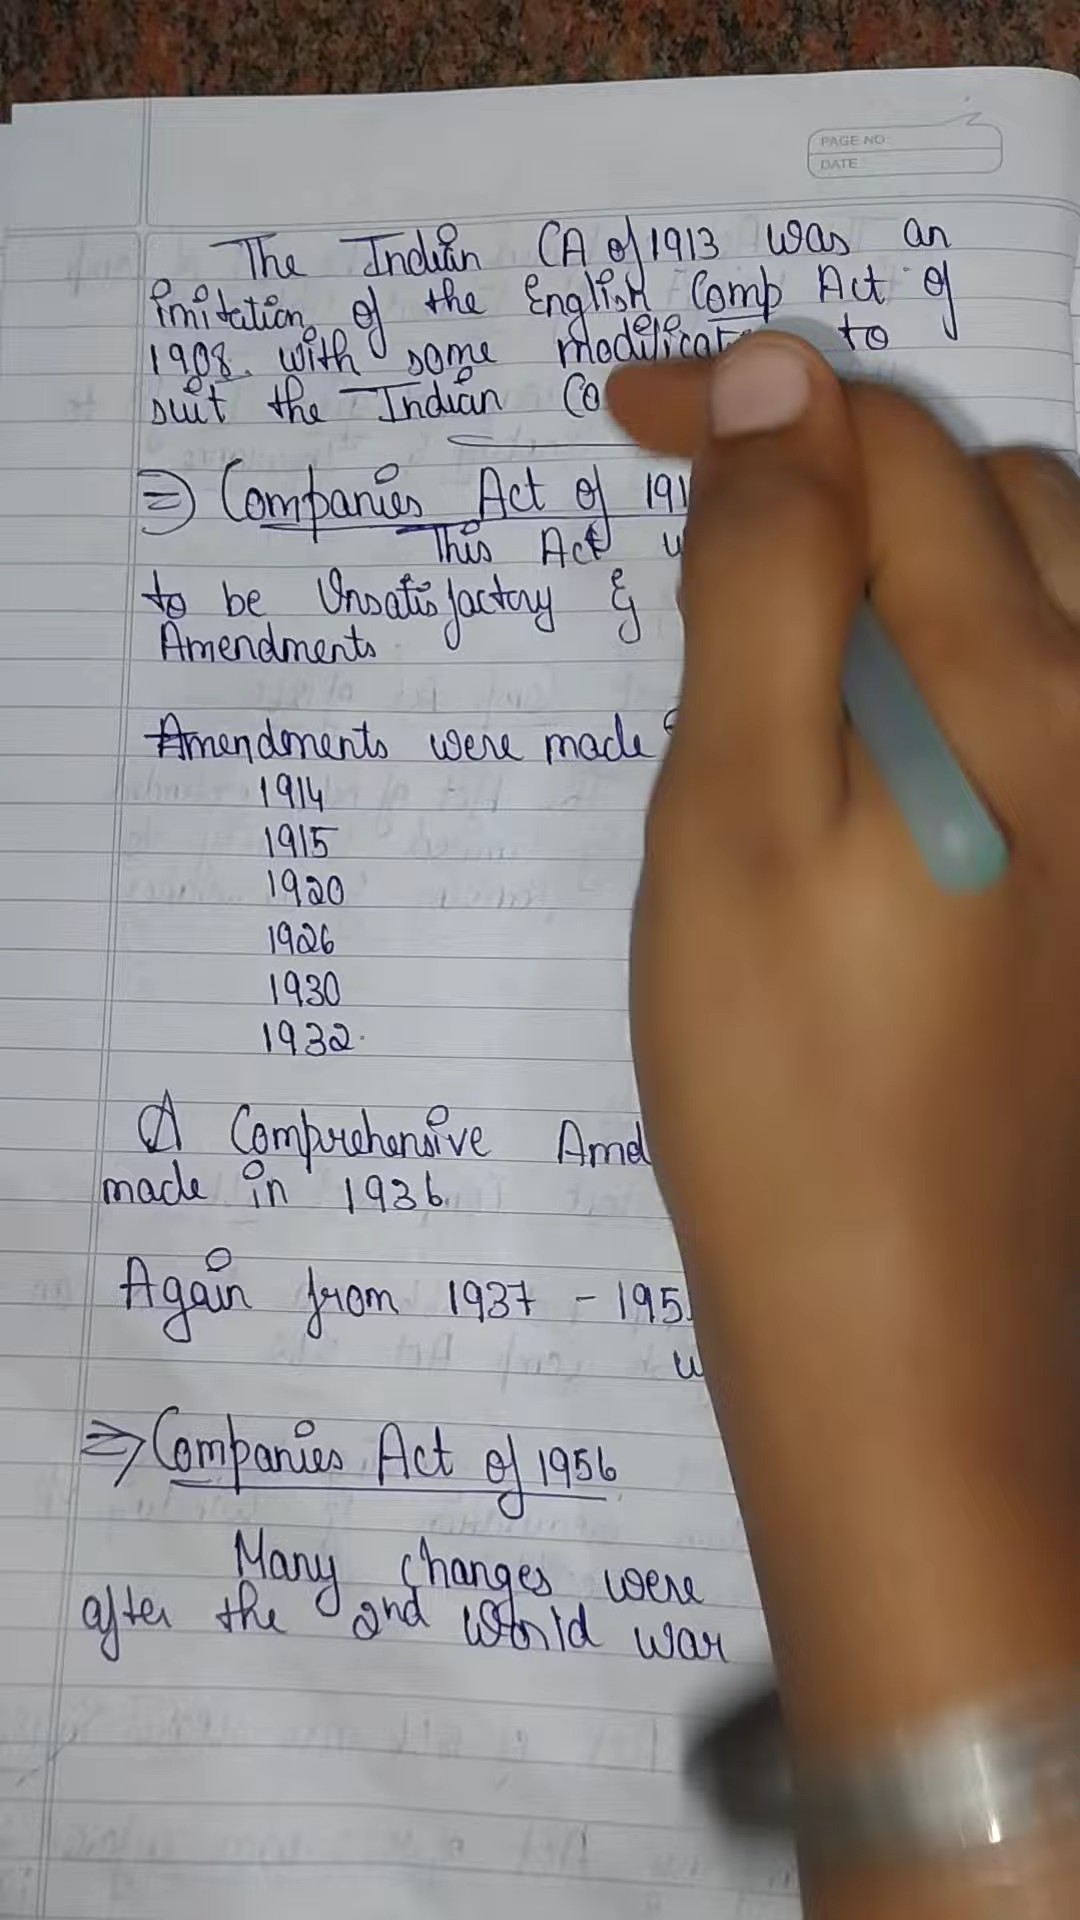 PAGE NO
DATE
The Indian CA of 1913 was an
imitation of the English Comp Act of
1908. with some to
suit the Indian
⇒ Companies Act of
This Act
to be Unsatisfactory &
Amendments.
Amendments were made
1914
1915
1920
1926
1930
1932.
A Comprehensive
made in 1936.
Again from 1937 -
⇒ Companies Act of 1956
Many changes were
after the 2nd World war